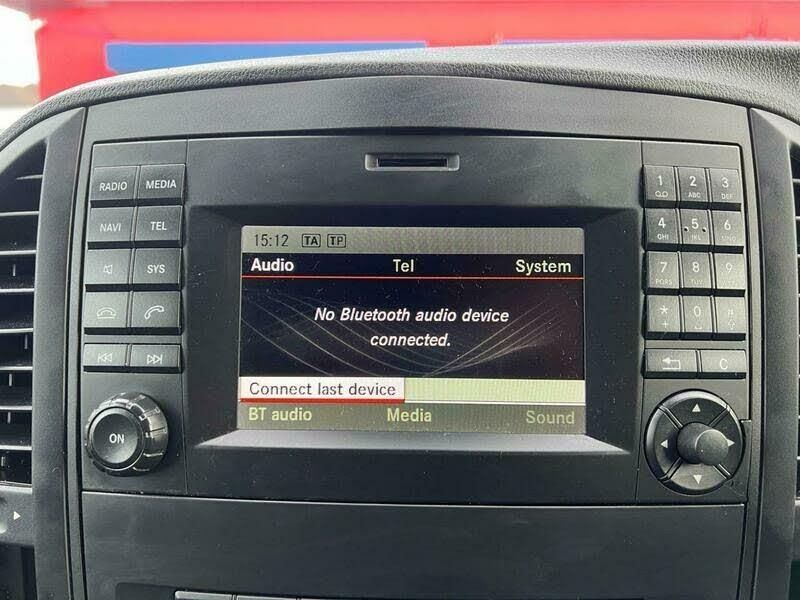 RADIO MEDIA
NAVI TEL
SYS
ON
15:12 TA TP
Audio Tel System
No Bluetooth audio device
connected.
Connect last device
BT audio Media Sound
1 2 3
ABC DEF
4 5 6
GHI JKL MNO
7 8 9
PQRS TUV WXYZ
* 0 #
+
C